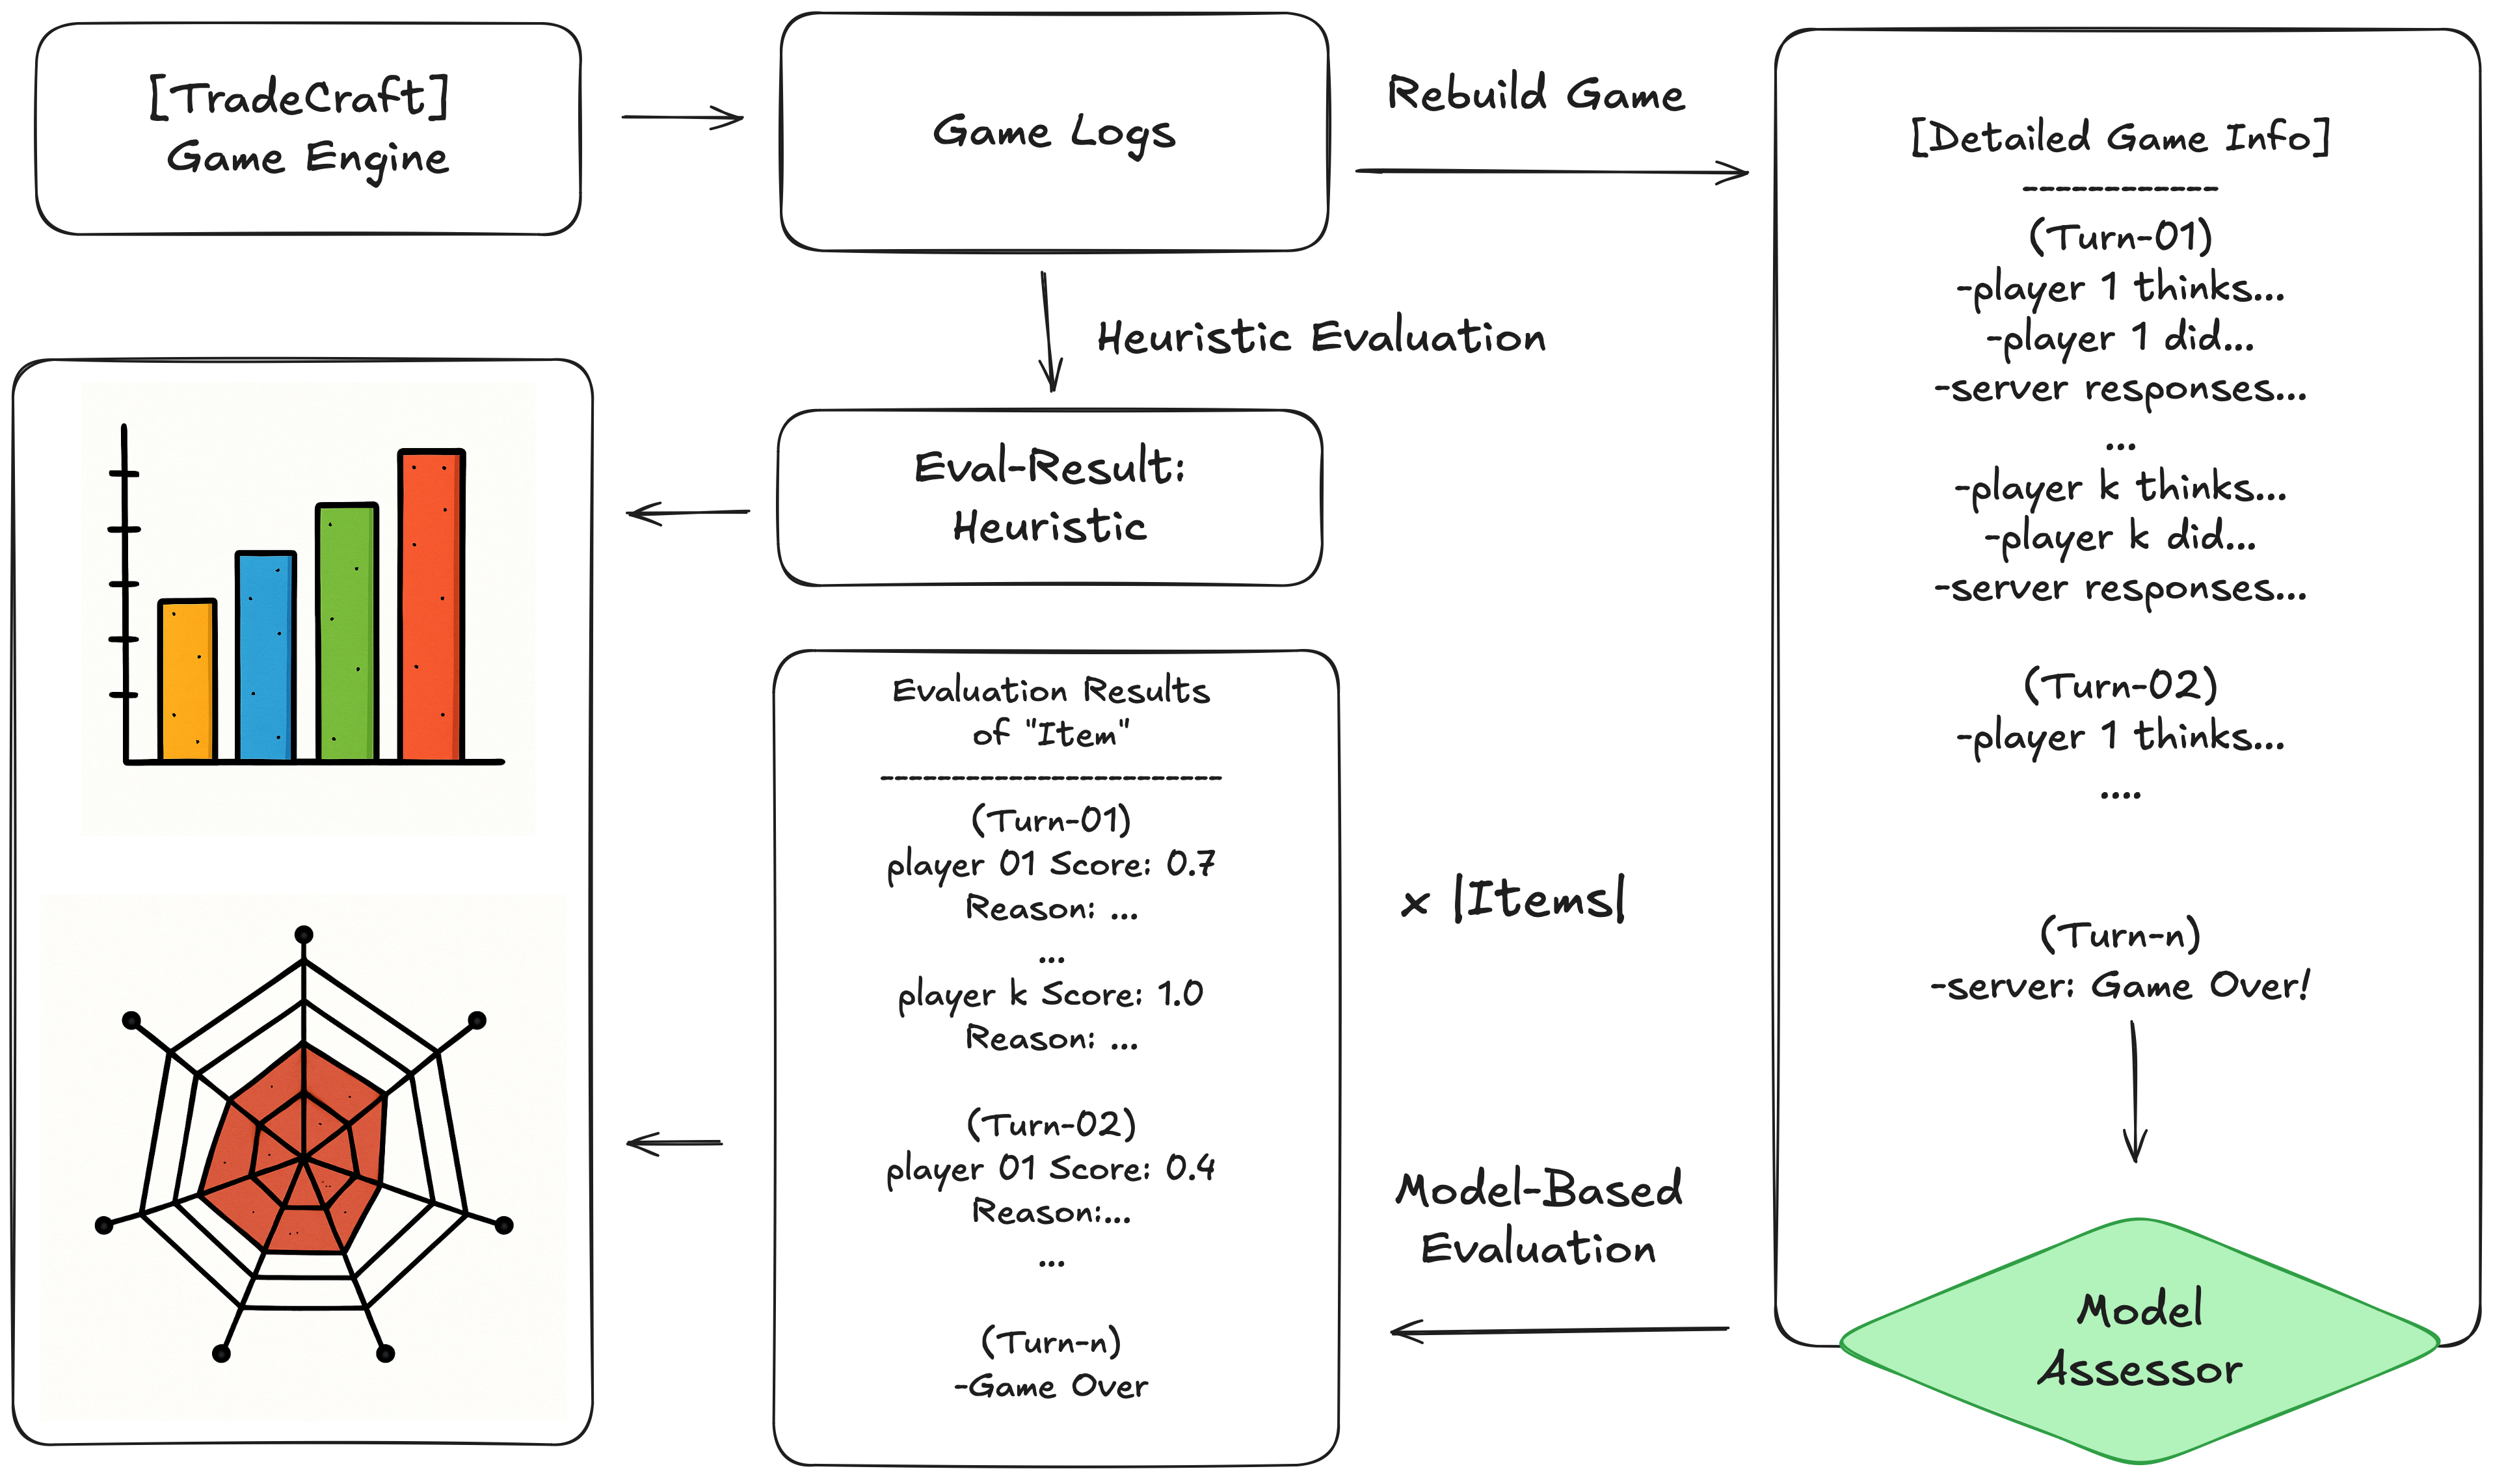 [TradeCraft]
Game Engine
Game Logs
Rebuild Game
Heuristic Evaluation
Eval-Result:
Heuristic
[Detailed Game Info]
-------------
(Turn-01)
-player 1 thinks...
-player 1 did...
-server responses...
...
-player k thinks...
-player k did...
-server responses...
(Turn-02)
-player 1 thinks...
....
(Turn-n)
-server: Game Over!
Model
Assessor
Model-Based
Evaluation
x |Items|
Evaluation Results
of "Item"
------------------------
(Turn-01)
player 01 Score: 0.7
Reason: ...
...
player k Score: 1.0
Reason: ...
(Turn-02)
player 01 Score: 0.4
Reason:...
...
(Turn-n)
-Game Over